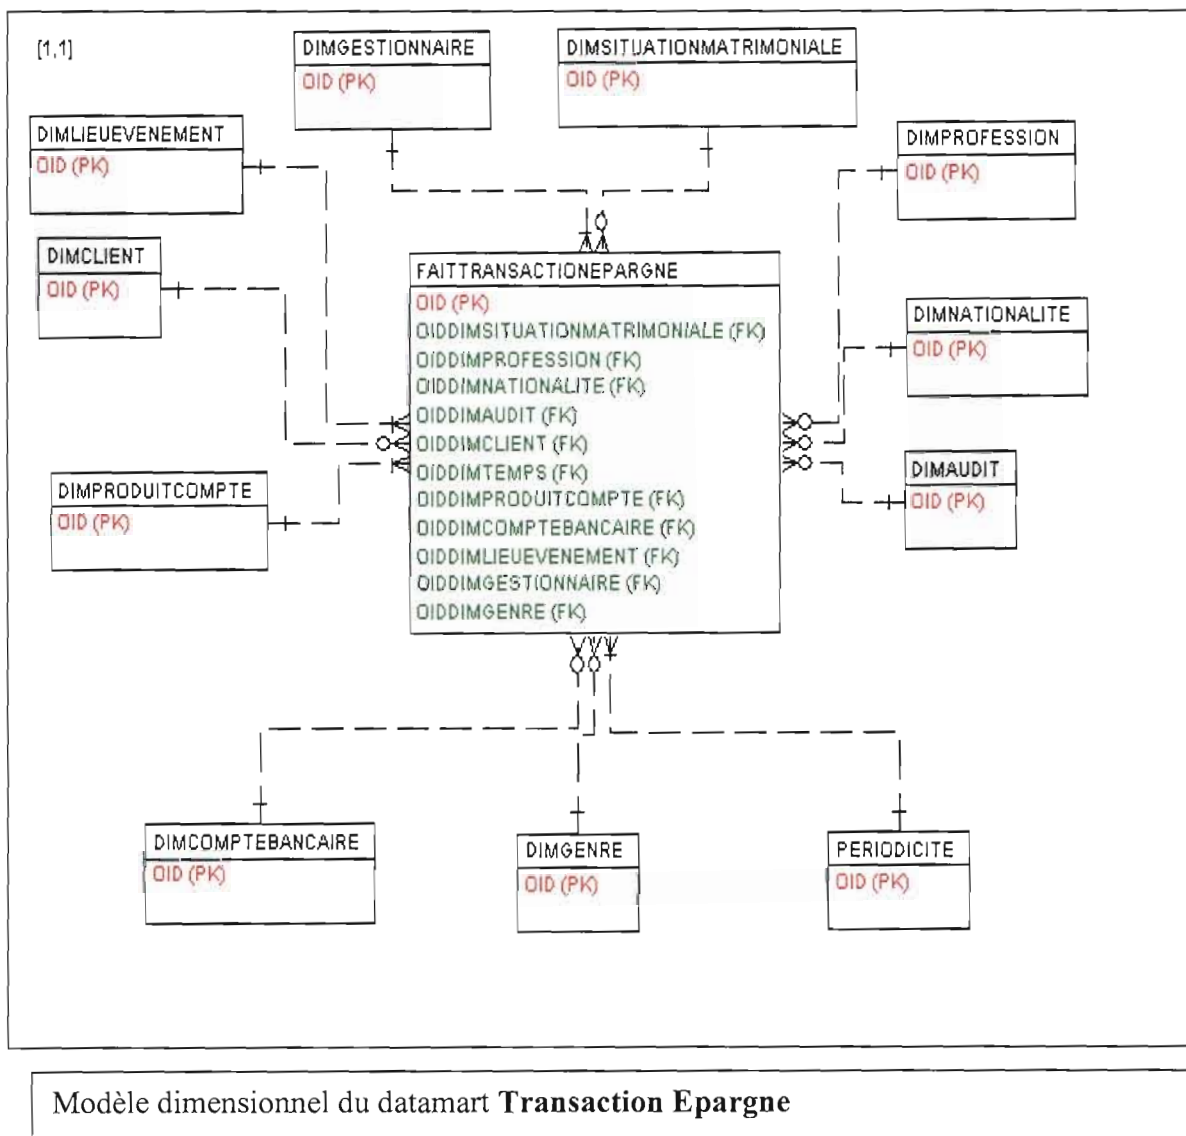 [1,1]
DIMGESTIONNAIRE
OID (PK)
DIMSITUATIONMATRIMONIALE
OID (PK)
DIMLIEUEVENEMENT
OID (PK)
DIMPROFESSION
OID (PK)
DIMCLIENT
OID (PK)
FAITTRANSACTIONEPARGNE
OID (PK)
OIDDIMSITUATIONMATRIMONIALE (FK)
OIDDIMPROFESSION (FK)
OIDDIMNATIONALITE (FK)
OIDDIMAUDIT (FK)
OIDDIMCLIENT (FK)
OIDDIMTEMPS (FK)
OIDDIMPRODUITCOMPTE (FK)
OIDDIMCOMPTEBANCAIRE (FK)
OIDDIMLIEUEVENEMENT (FK)
OIDDIMGESTIONNAIRE (FK)
OIDDIMGENRE (FK)
DIMNATIONALITE
OID (PK)
DIMPRODUITCOMPTE
OID (PK)
DIMAUDIT
OID (PK)
DIMCOMPTEBANCAIRE
OID (PK)
DIMGENRE
OID (PK)
PERIODICITE
OID (PK)
Modèle dimensionnel du datamart Transaction Epargne